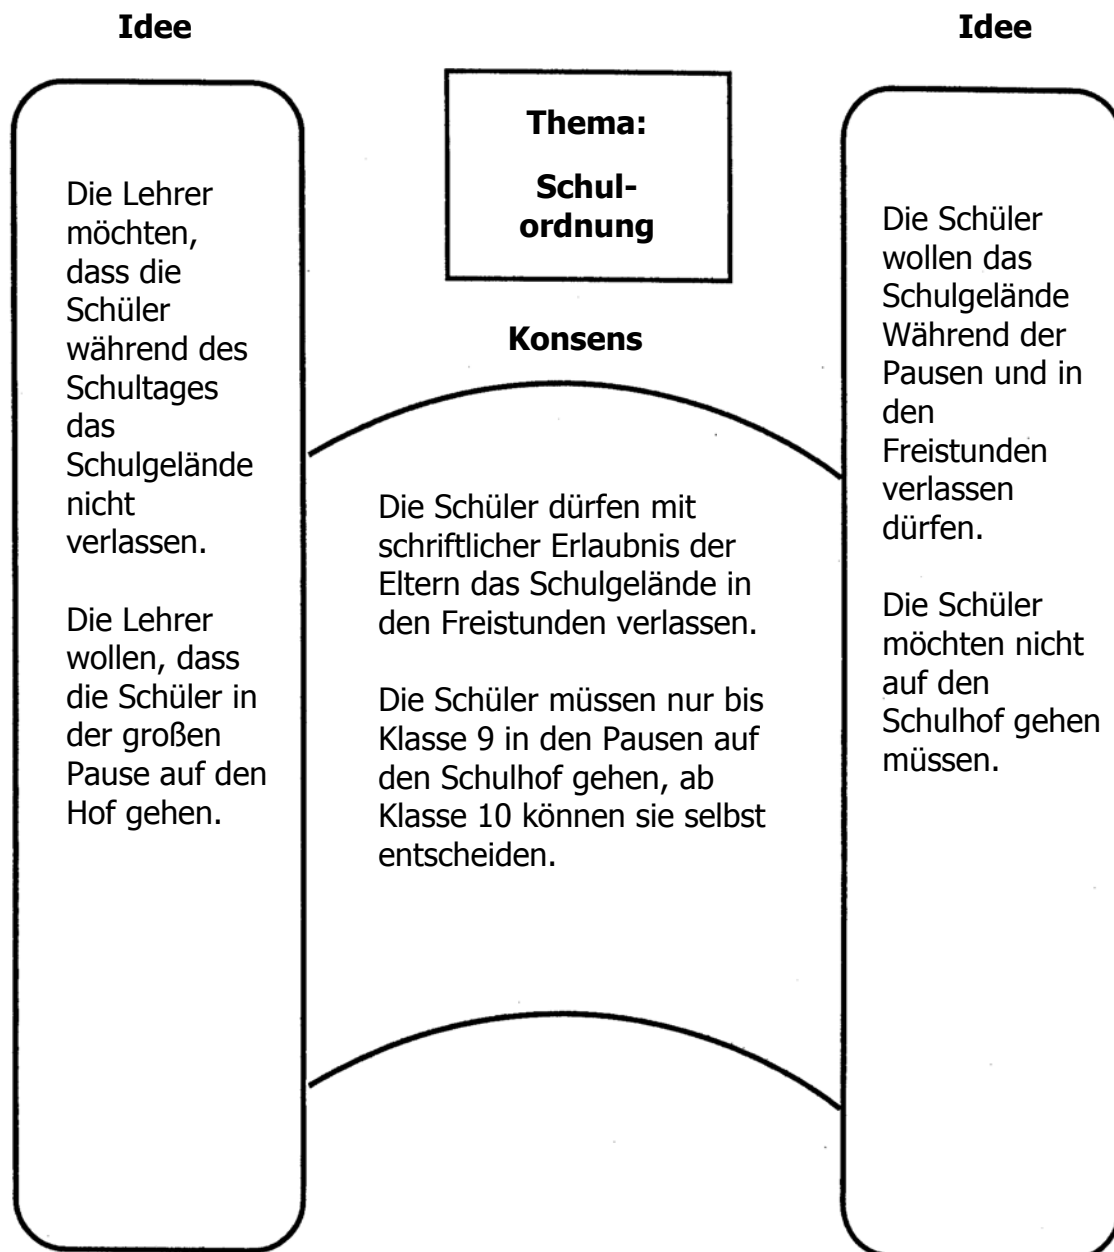 Idee
Die Lehrer
möchten,
dass die
Schüler
während des
Schultages
das
Schulgelände
nicht
verlassen.
Die Lehrer
wollen, dass
die Schüler in
der großen
Pause auf den
Hof gehen.
Thema:
Schul-
ordnung
Konsens
Die Schüler dürfen mit
schriftlicher Erlaubnis der
Eltern das Schulgelände in
den Freistunden verlassen.
Die Schüler müssen nur bis
Klasse 9 in den Pausen auf
den Schulhof gehen, ab
Klasse 10 können sie selbst
entscheiden.
Idee
Die Schüler
wollen das
Schulgelände
Während der
Pausen und in
den
Freistunden
verlassen
dürfen.
Die Schüler
möchten nicht
auf den
Schulhof gehen
müssen.